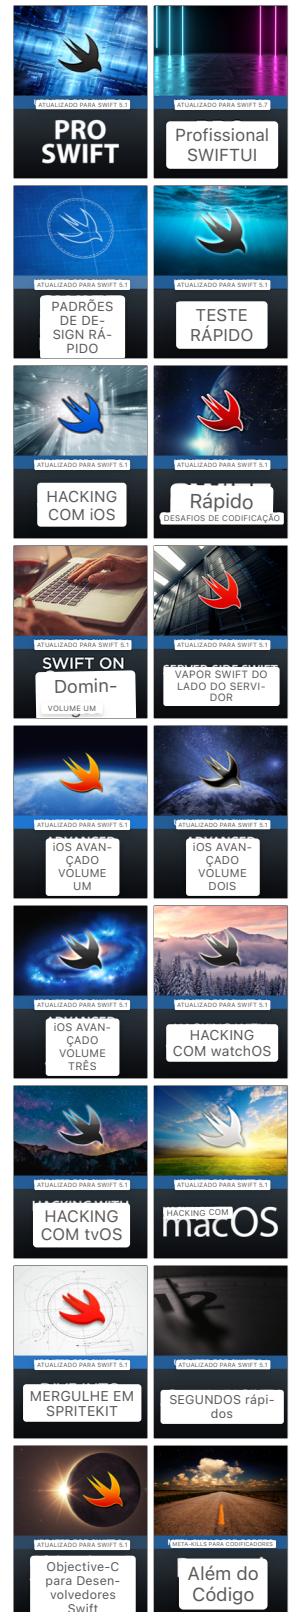 ATUALIZADO PARA SWIFT 5.1
PRO
SWIFT
ATUALIZADO PARA SWIFT 5.7
Profissional
SWIFTUI
ATUALIZADO PARA SWIFT 5.1
PADRÕES
DE DE-
SIGN RÁ-
PIDO
ATUALIZADO PARA SWIFT 5.1
TESTE
RÁPIDO
ATUALIZADO PARA SWIFT 5.1
HACKING
COM iOS
ATUALIZADO PARA SWIFT 5.1
Rápido
DESAFIOS DE CODIFICAÇÃO
ATUALIZADO PARA SWIFT 5.1
SWIFT ON
Domin-
VOLUME UM
ATUALIZADO PARA SWIFT 5.1
VAPOR SWIFT DO
LADO DO SERVI-
DOR
ATUALIZADO PARA SWIFT 5.1
iOS AVAN-
ÇADO
VOLUME
UM
ATUALIZADO PARA SWIFT 5.1
iOS AVAN-
ÇADO
VOLUME
DOIS
ATUALIZADO PARA SWIFT 5.1
iOS AVAN-
ÇADO
VOLUME
TRÊS
ATUALIZADO PARA SWIFT 5.1
HACKING
COM watchOS
ATUALIZADO PARA SWIFT 5.1
HACKING
COM tvOS
ATUALIZADO PARA SWIFT 5.1
HACKING COM
macOS
ATUALIZADO PARA SWIFT 5.1
MERGULHE EM
SPRITEKIT
ATUALIZADO PARA SWIFT 5.1
SEGUNDOS rápi-
dos
ATUALIZADO PARA SWIFT 5.1
Objective-C
para Desen-
volvedores
Swift
META-KILLS PARA CODIFICADORES
Além do
Código